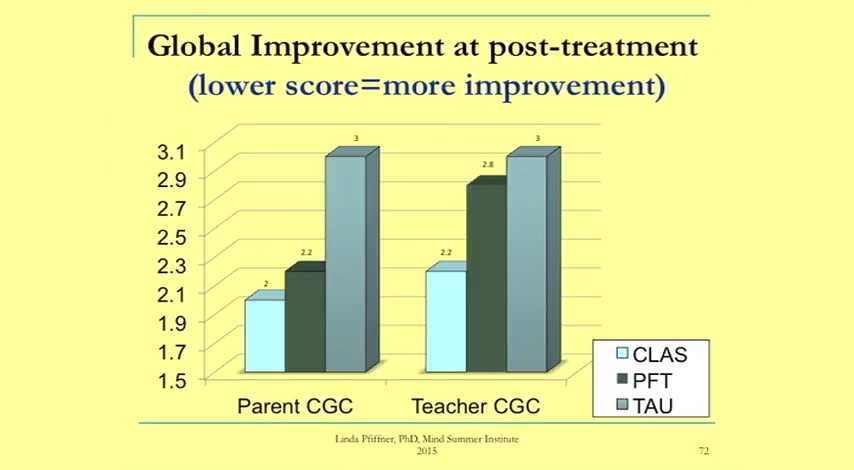 Global Improvement at post-treatment
(lower score=more improvement)
3.1
2.9
2.7
2.5
2.3
2.1
1.9
1.7
1.5
2
2.2
3
2.2
2.8
3
Parent CGC
Teacher CGC
CLAS
PFT
TAU
Linda Pfiffner, PhD, Mind Summer Institute
2015
72